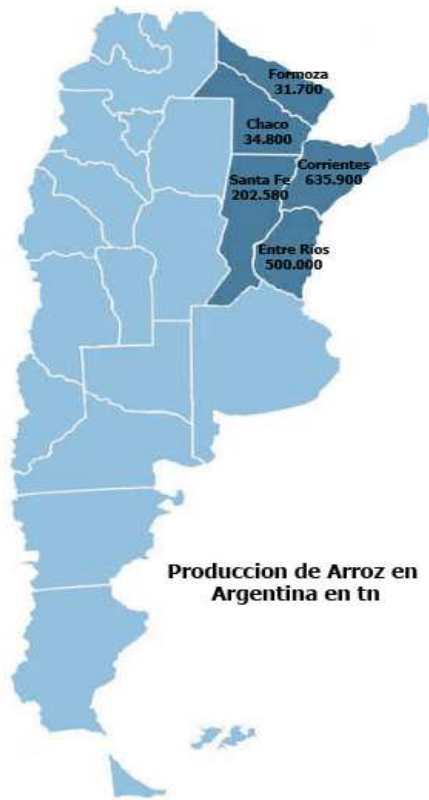 Formoza
31.700
Chaco
34.800
Corrientes
635.900
Santa Fe
202.580
Entre Ríos
500.000
Produccion de Arroz en
Argentina en tn